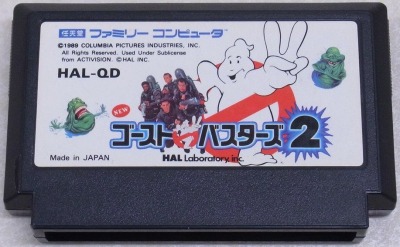 任天堂 ファミリー コンピュータ
©1989 COLUMBIA PICTURES INDUSTRIES, INC.
All Rights Reserved. Used Under Sublicense
from ACTIVISION. ©HAL INC.
HAL-QD
NEW
ゴーストバスターズ2
HAL Laboratory, inc.
Made in JAPAN